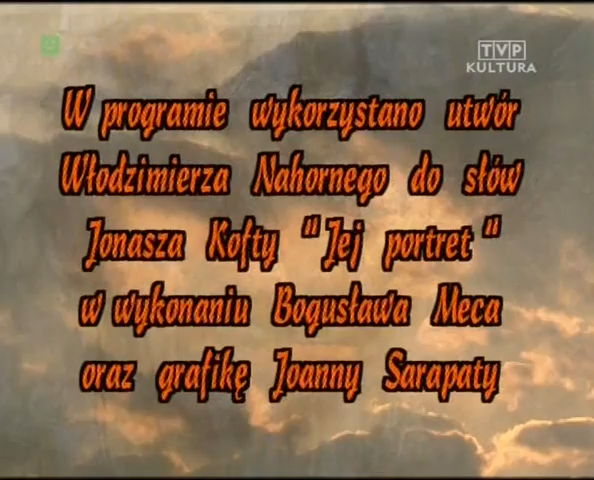 TVP
KULTURA
W programie wykorzystano utwór
Włodzimierza Nahornego do słów
Jonasza Kofty "Jej portret"
w wykonaniu Bogusława Meca
oraz grafikę Joanny Sarapaty